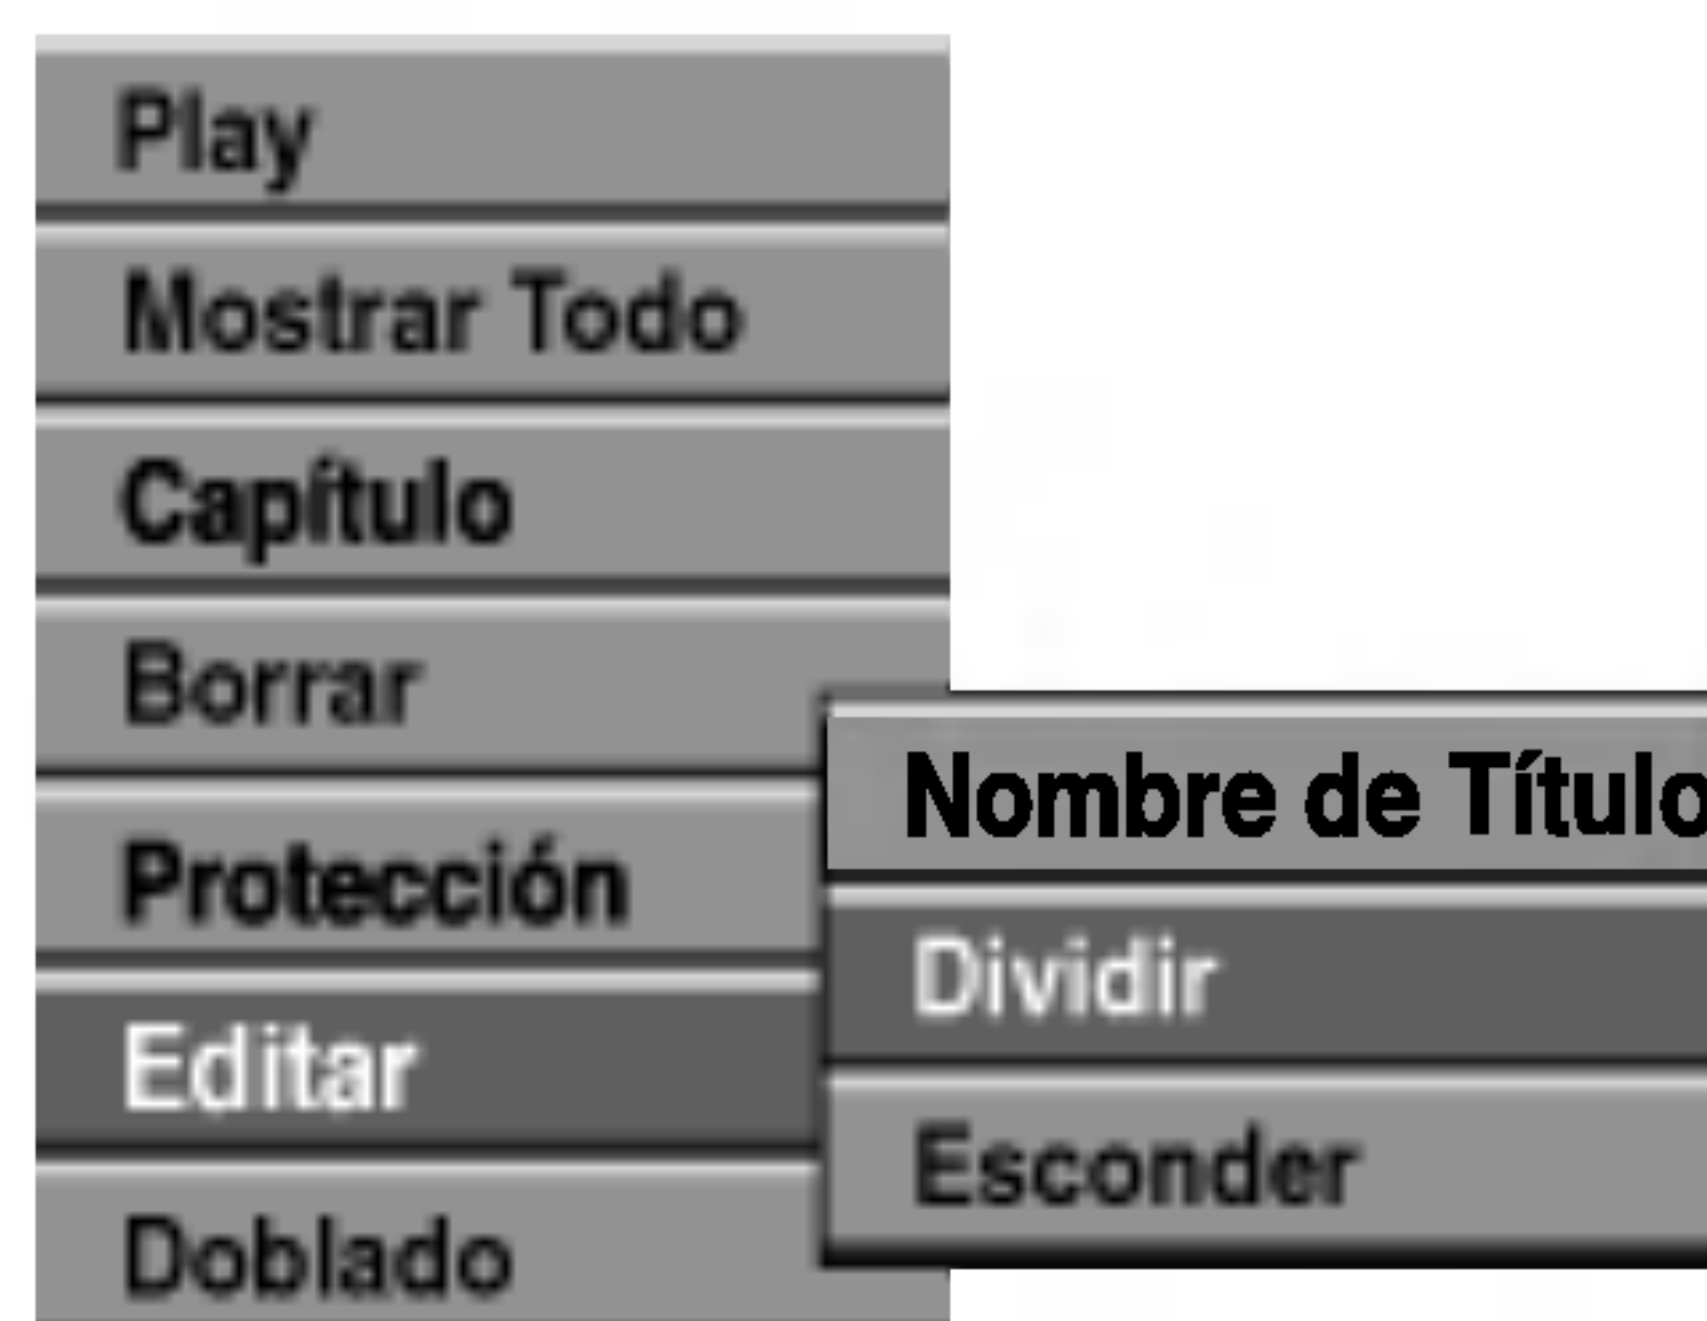 Play
Mostrar Todo
Capítulo
Borrar
Protección
Editar
Doblado
Nombre de Título
Dividir
Esconder